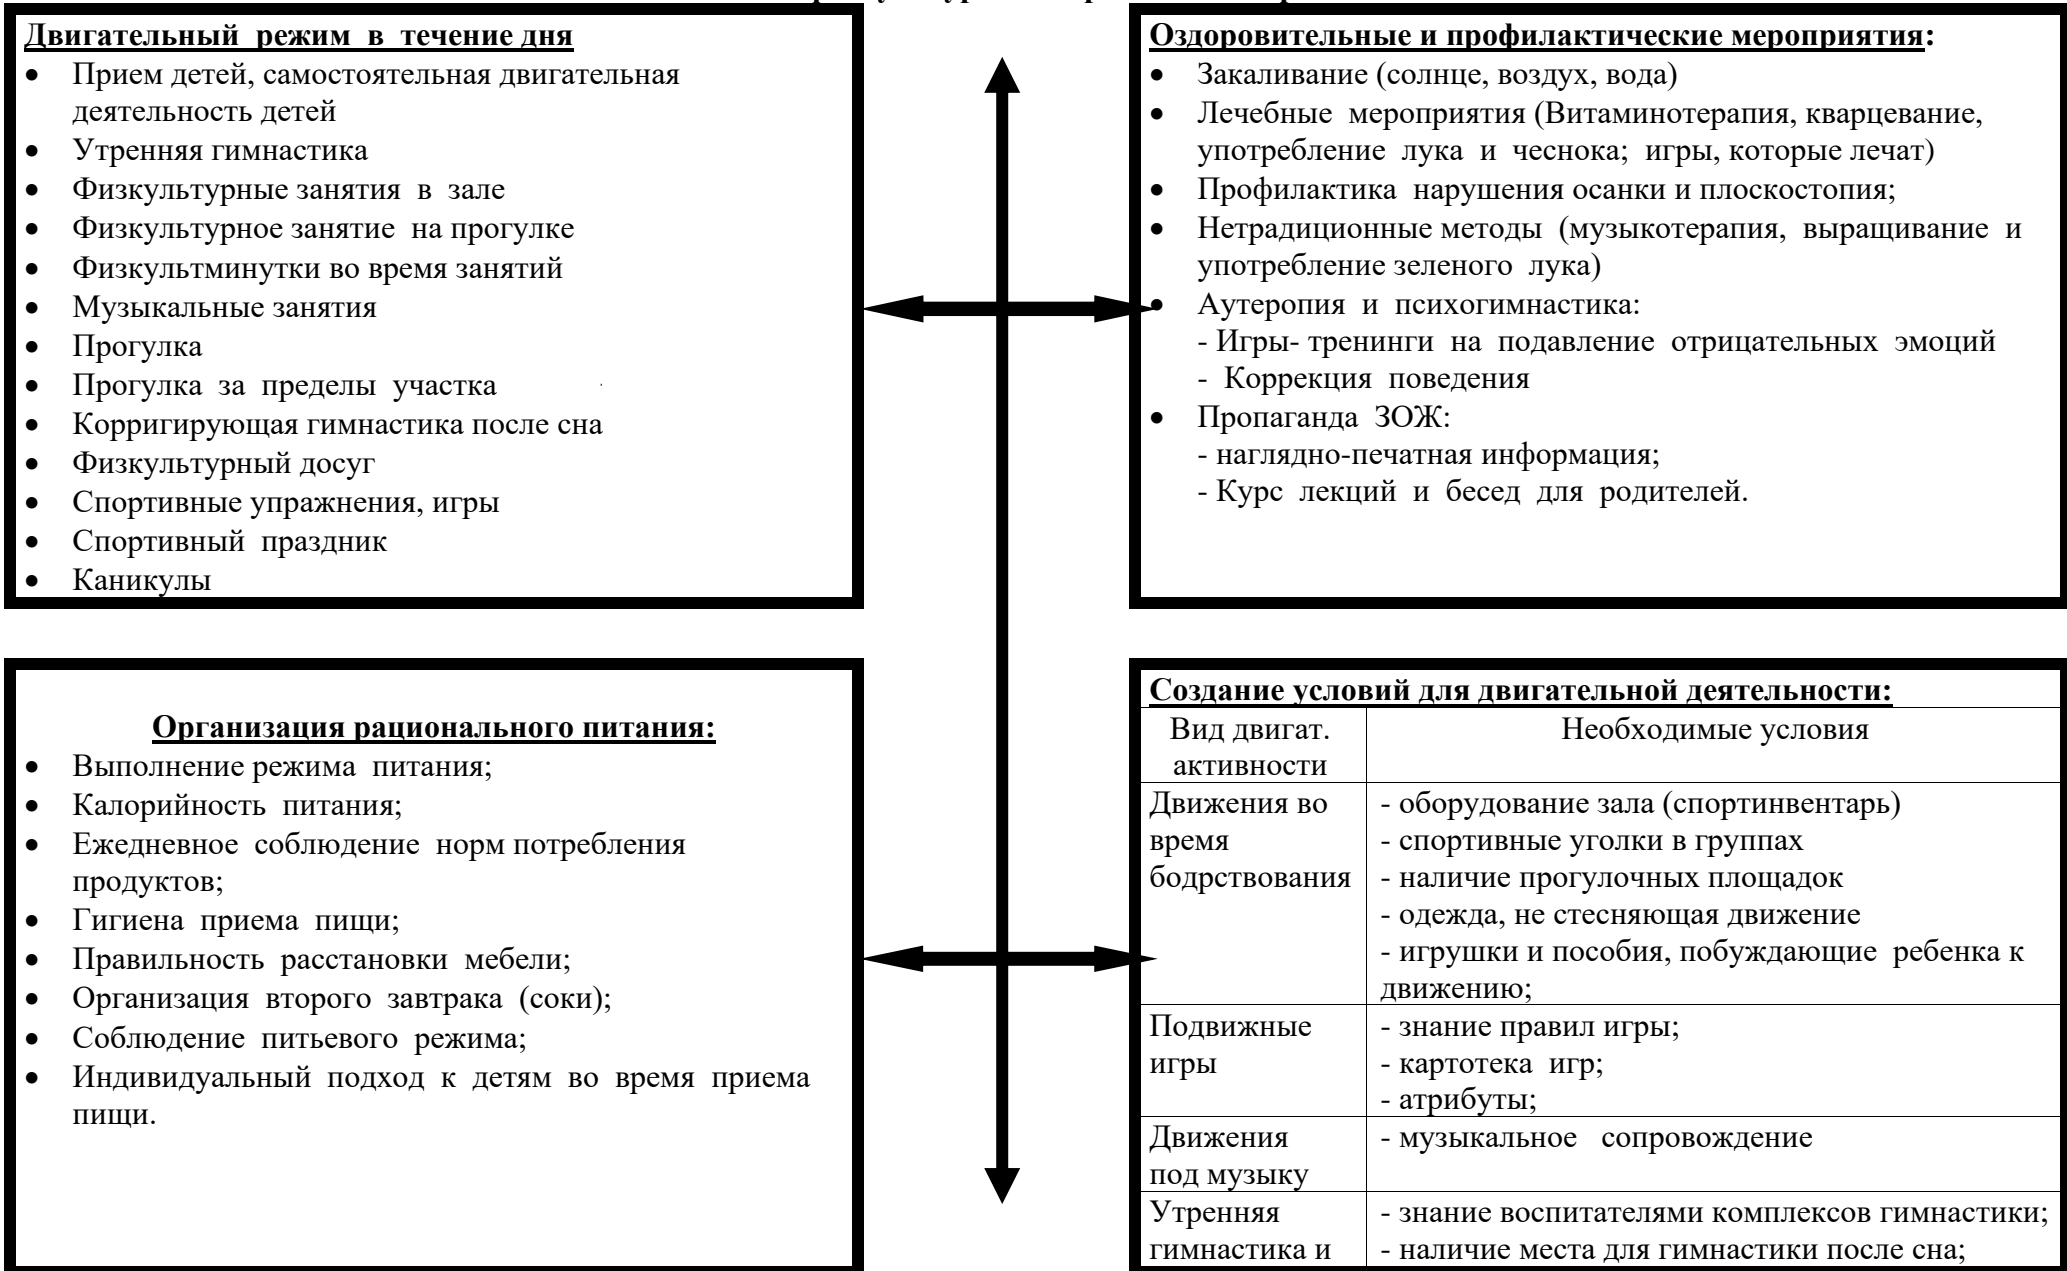 Двигательный режим в течение дня
• Прием детей, самостоятельная двигательная
деятельность детей
• Утренняя гимнастика
• Физкультурные занятия в зале
• Физкультурное занятие на прогулке
• Физкультминутки во время занятий
• Музыкальные занятия
• Прогулка
• Прогулка за пределы участка
• Корригирующая гимнастика после сна
• Физкультурный досуг
• Спортивные упражнения, игры
• Спортивный праздник
• Каникулы
Оздоровительные и профилактические мероприятия:
• Закаливание (солнце, воздух, вода)
• Лечебные мероприятия (Витаминотерапия, кварцевание,
употребление лука и чеснока; игры, которые лечат)
• Профилактика нарушения осанки и плоскостопия;
• Нетрадиционные методы (музыкотерапия, выращивание и
употребление зеленого лука)
• Аутеропия и психогимнастика:
- Игры- тренинги на подавление отрицательных эмоций
- Коррекция поведения
• Пропаганда ЗОЖ:
- наглядно-печатная информация;
- Курс лекций и бесед для родителей.
Организация рационального питания:
• Выполнение режима питания;
• Калорийность питания;
• Ежедневное соблюдение норм потребления
продуктов;
• Гигиена приема пищи;
• Правильность расстановки мебели;
• Организация второго завтрака (соки);
• Соблюдение питьевого режима;
• Индивидуальный подход к детям во время приема
пищи.
Создание условий для двигательной деятельности:
Вид двигат.
активности
Необходимые условия
Движения во
время
бодрствования
- оборудование зала (спортинвентарь)
- спортивные уголки в группах
- наличие прогулочных площадок
- одежда, не стесняющая движение
- игрушки и пособия, побуждающие ребенка к
движению;
Подвижные
игры
- знание правил игры;
- картотека игр;
- атрибуты;
Движения
под музыку
- музыкальное сопровождение
Утренняя
гимнастика и
- знание воспитателями комплексов гимнастики;
- наличие места для гимнастики после сна;